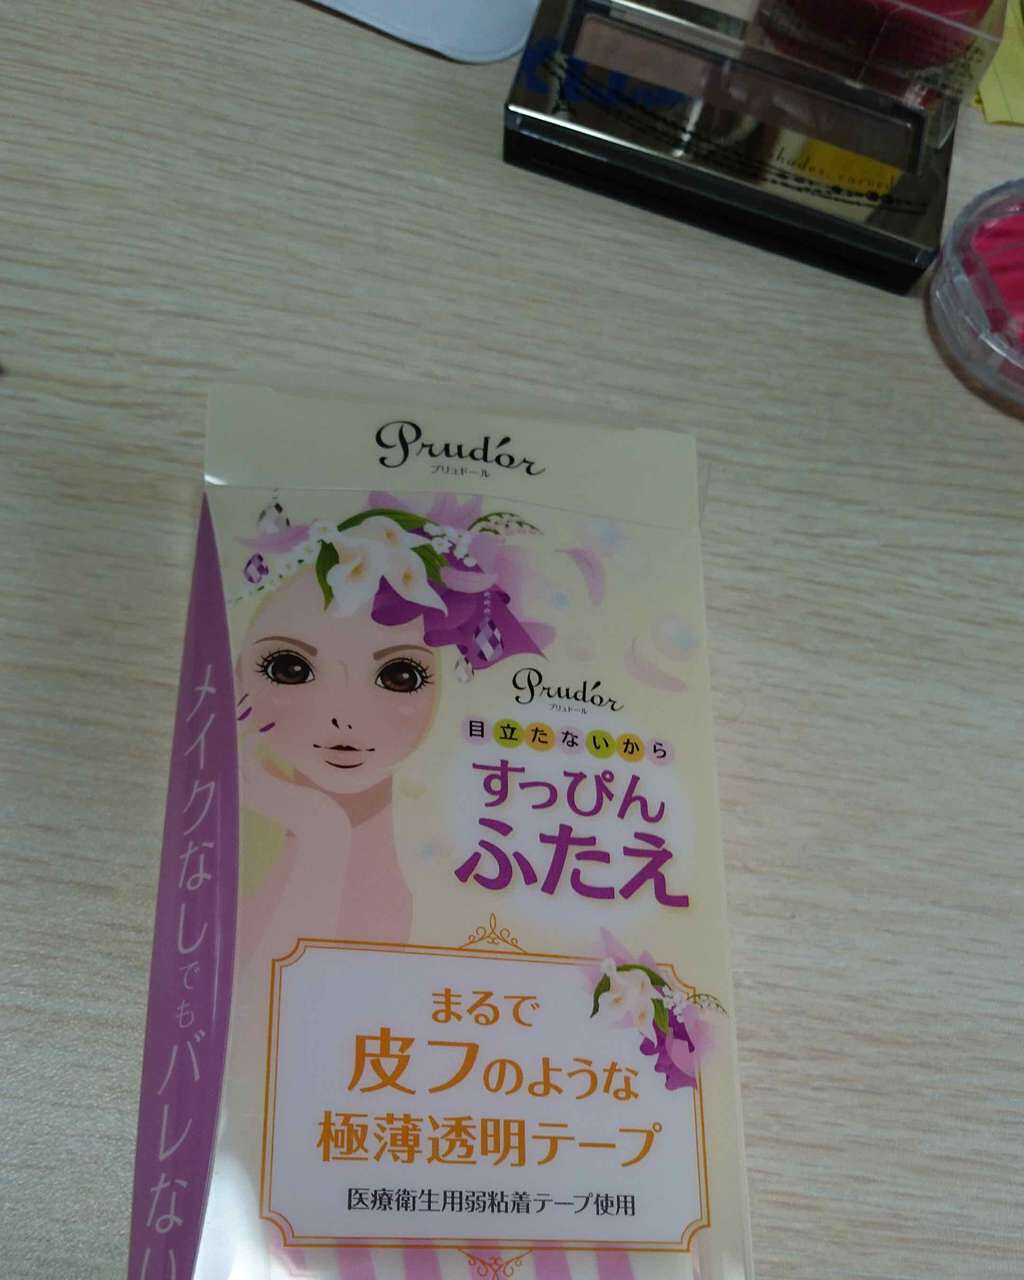 shades curved
Prud'or
プリュドール
Prud'or
プリュドール
目立たないから
すっぴん
ふたえ
まるで
皮フのような
極薄透明テープ
医療衛生用弱粘着テープ使用
メイクなしでもバレない